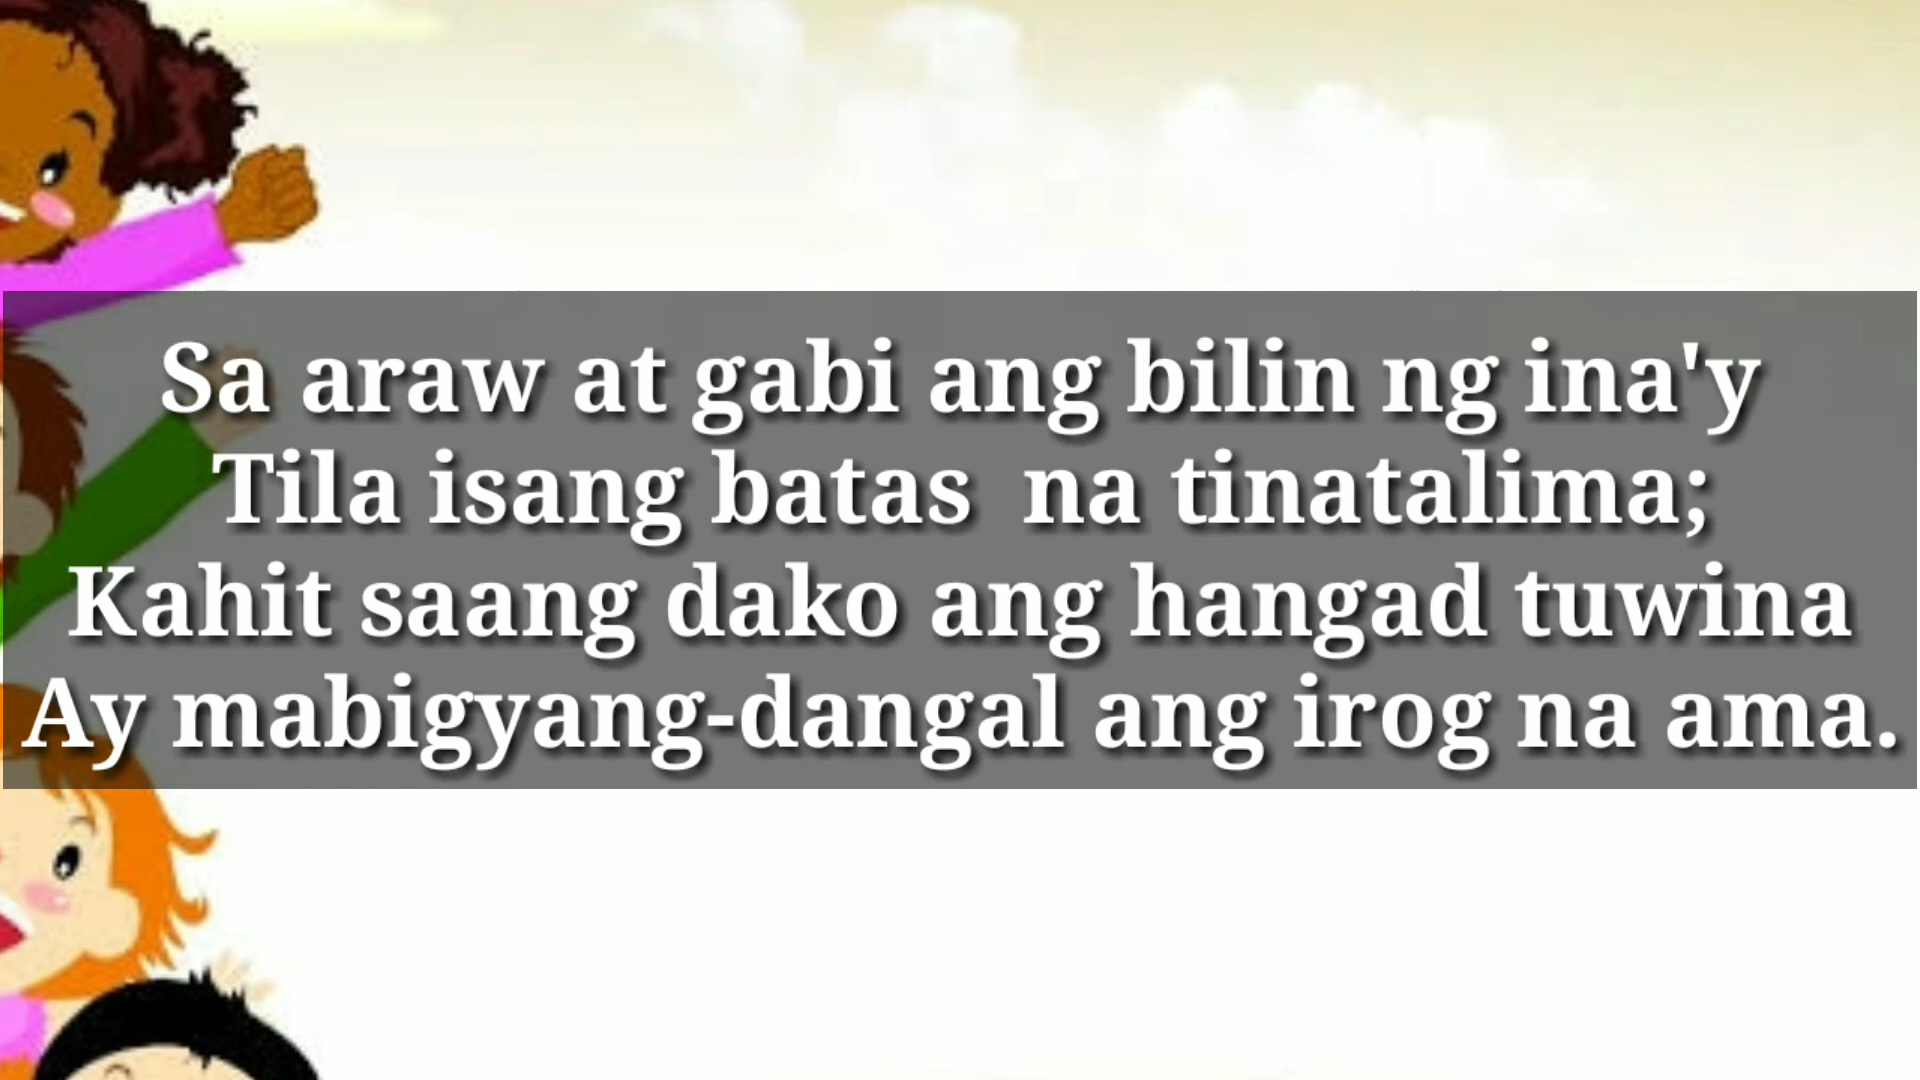 Sa araw at gabi ang bilin ng ina'y
Tila isang batas na tinatalima;
Kahit saang dako ang hangad tuwina
Ay mabigyang-dangal ang irog na ama.